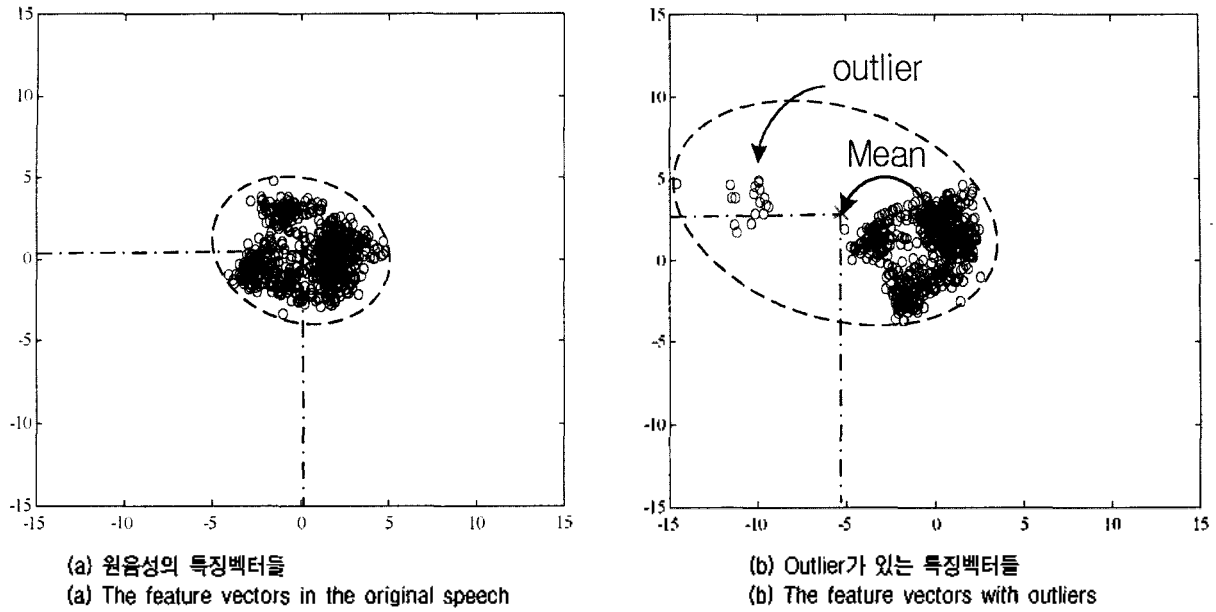 15
10
5
0
-5
-10
-15
-15 -10 -5 0 5 10 15
(a) 원음성의 특징벡터들
(a) The feature vectors in the original speech
15
10
5
0
-5
-10
-15
-15 -10 -5 0 5 10 15
outlier
Mean
(b) Outlier가 있는 특징벡터들
(b) The feature vectors with outliers